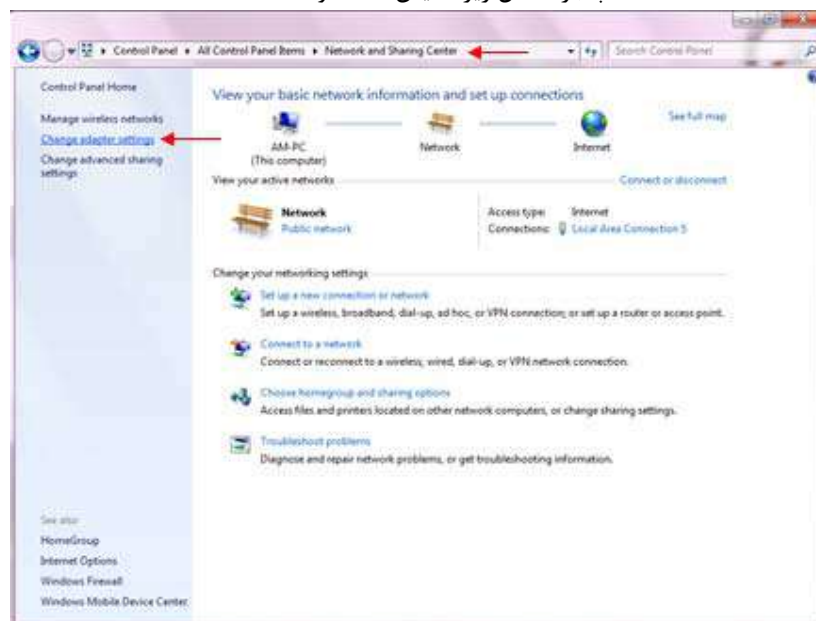 Control Panel
All Control Panel Items
Network and Sharing Center
Search Control Panel
Control Panel Home
Manage wireless networks
Change adapter settings
Change advanced sharing
settings
View your basic network information and set up connections
See full map
AM-PC
(This computer)
Network
Internet
View your active networks
Connect or disconnect
Network
Public network
Access type: Internet
Connections: Local Area Connection 5
Change your networking settings
Set up a new connection or network
Set up a wireless, broadband, dial-up, ad hoc, or VPN connection; or set up a router or access point.
Connect to a network
Connect or reconnect to a wireless, wired, dial-up, or VPN network connection.
Choose homegroup and sharing options
Access files and printers located on other network computers, or change sharing settings.
Troubleshoot problems
Diagnose and repair network problems, or get troubleshooting information.
See also
HomeGroup
Internet Options
Windows Firewall
Windows Mobile Device Center